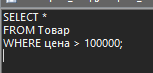 SELECT *
FROM Товар
WHERE цена > 100000;